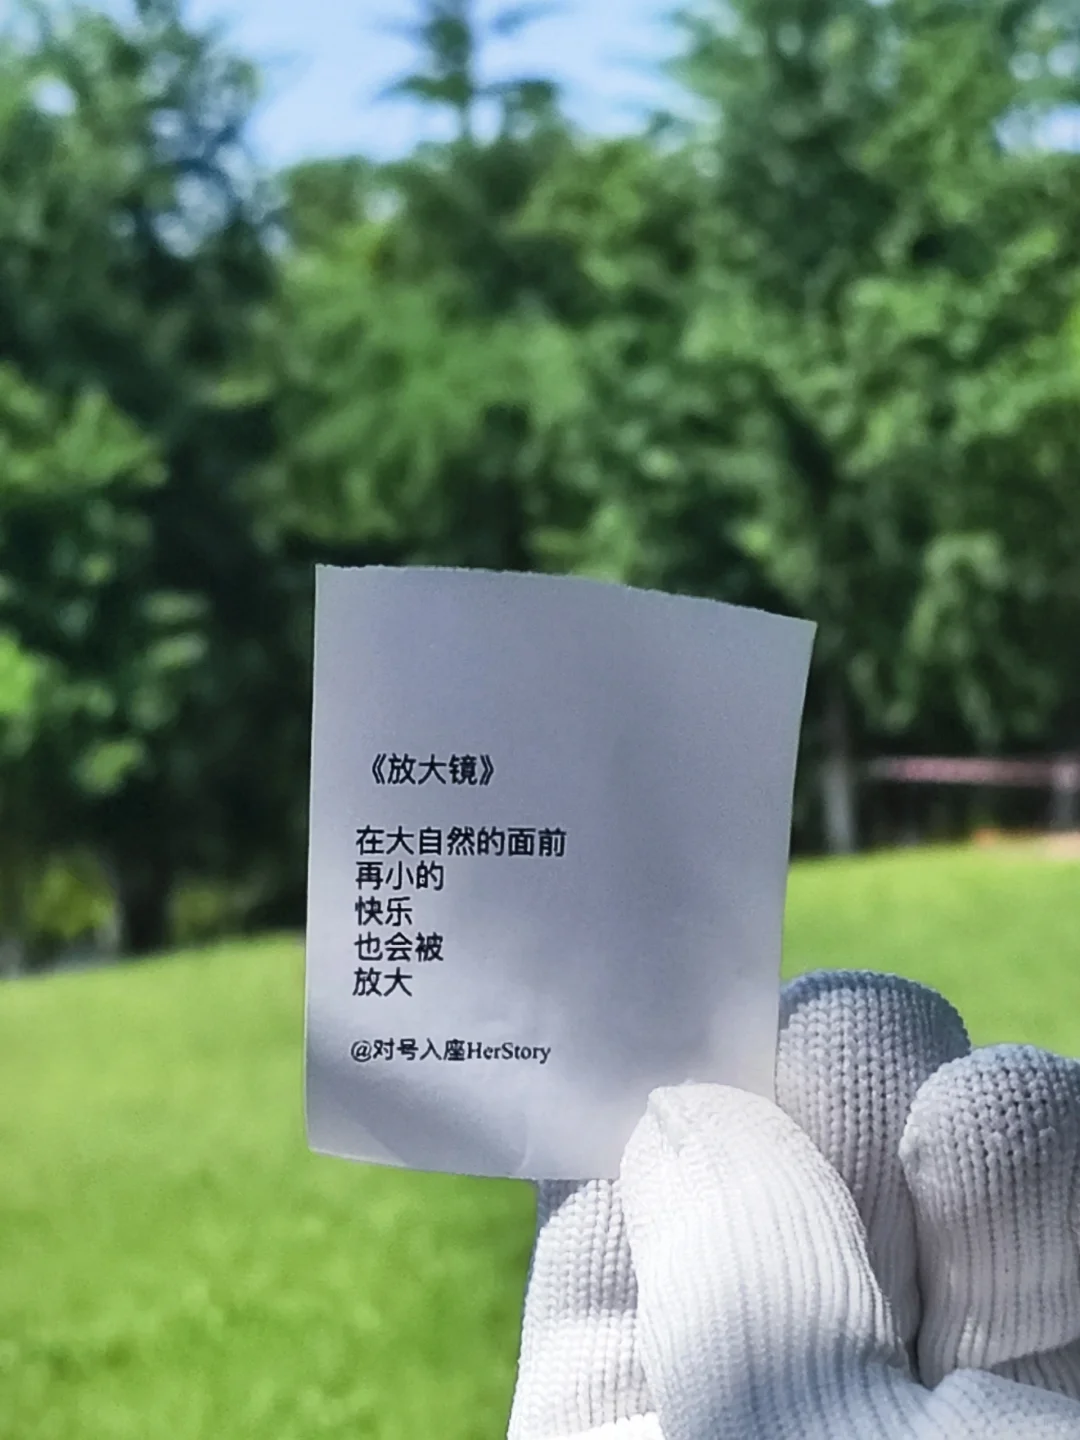 《放大镜》
在大自然的面前
再小的
快乐
也会被
放大
@对号入座HerStory